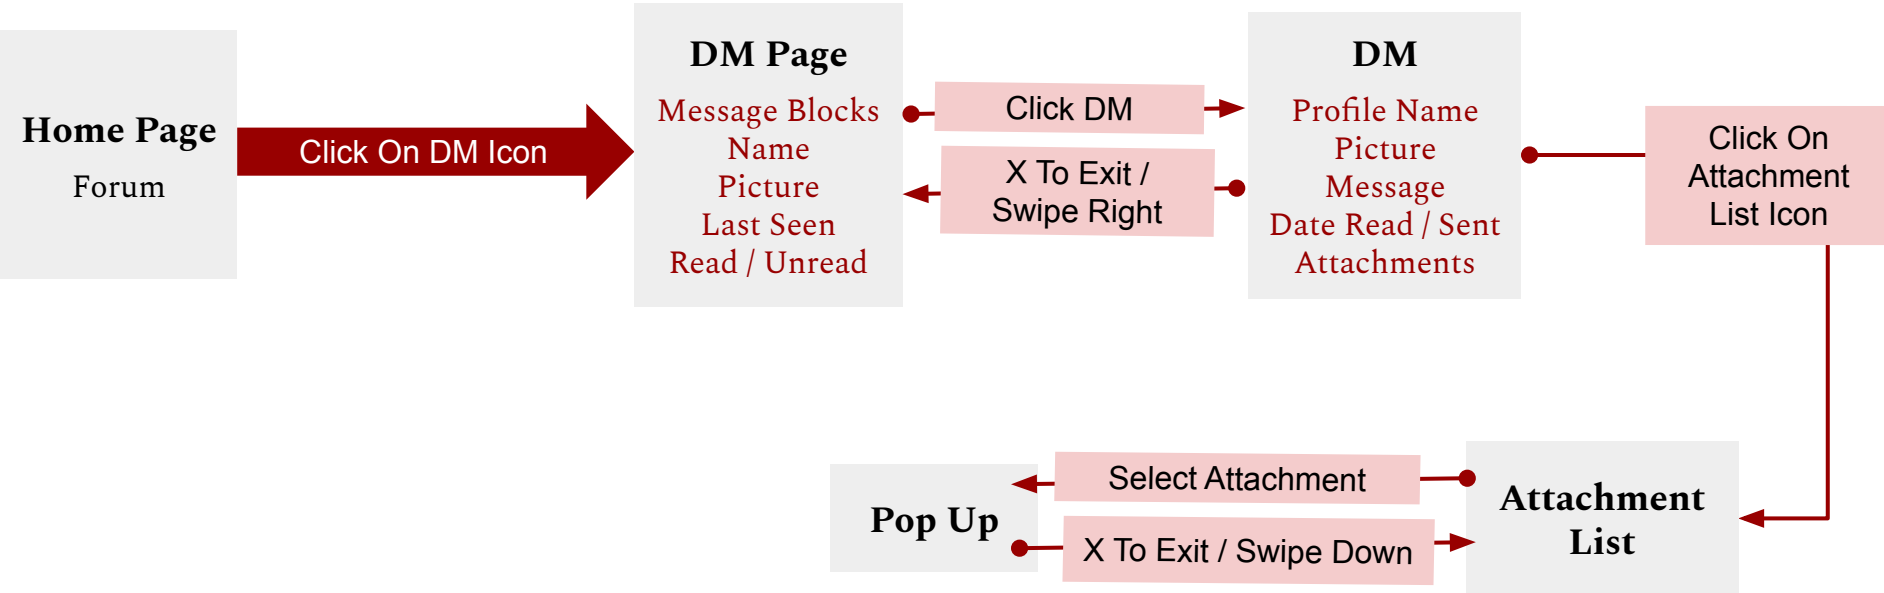 Home Page
Forum
Click On DM Icon
DM Page
Message Blocks
Name
Picture
Last Seen
Read / Unread
Click DM
X To Exit /
Swipe Right
DM
Profile Name
Picture
Message
Date Read / Sent
Attachments
Click On
Attachment
List Icon
Pop Up
Select Attachment
X To Exit / Swipe Down
Attachment
List